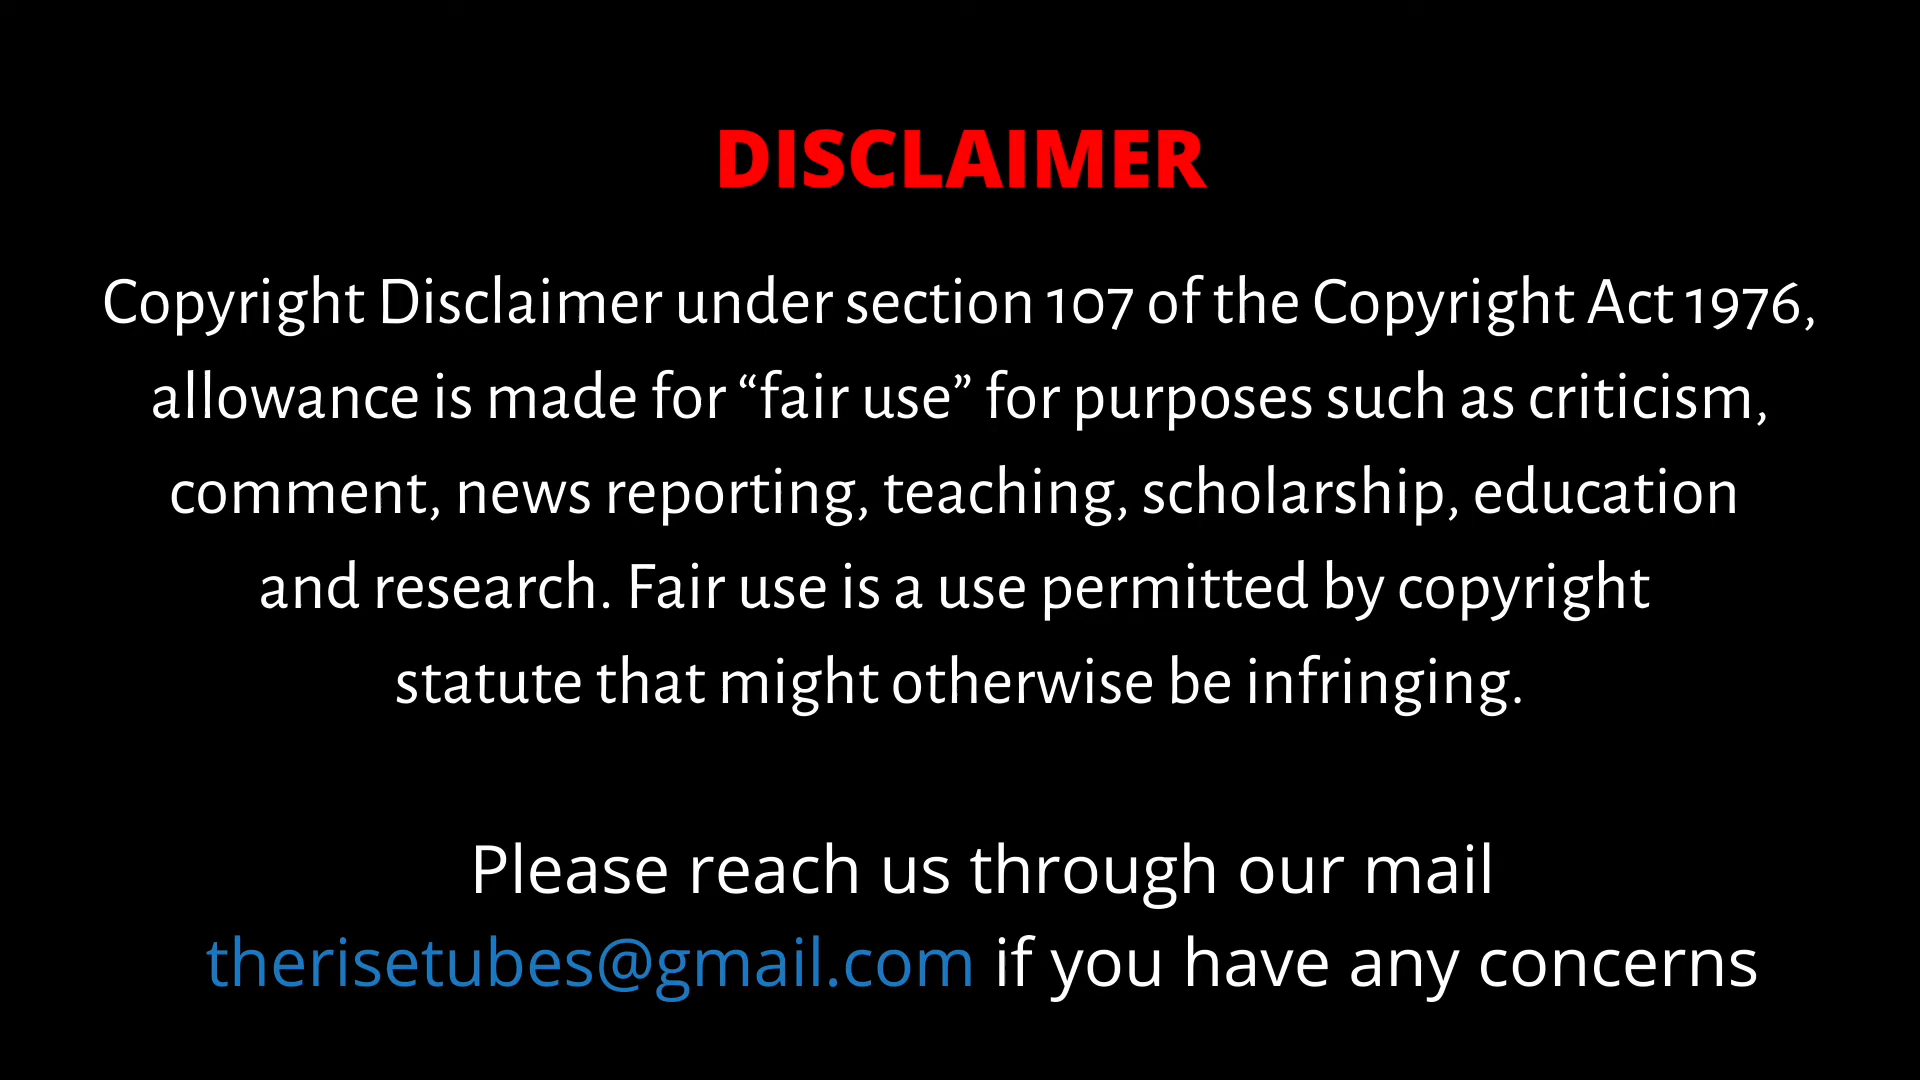 DISCLAIMER
Copyright Disclaimer under section 107 of the Copyright Act 1976,
allowance is made for “fair use” for purposes such as criticism,
comment, news reporting, teaching, scholarship, education
and research. Fair use is a use permitted by copyright
statute that might otherwise be infringing.
Please reach us through our mail
therisetubes@gmail.com if you have any concerns